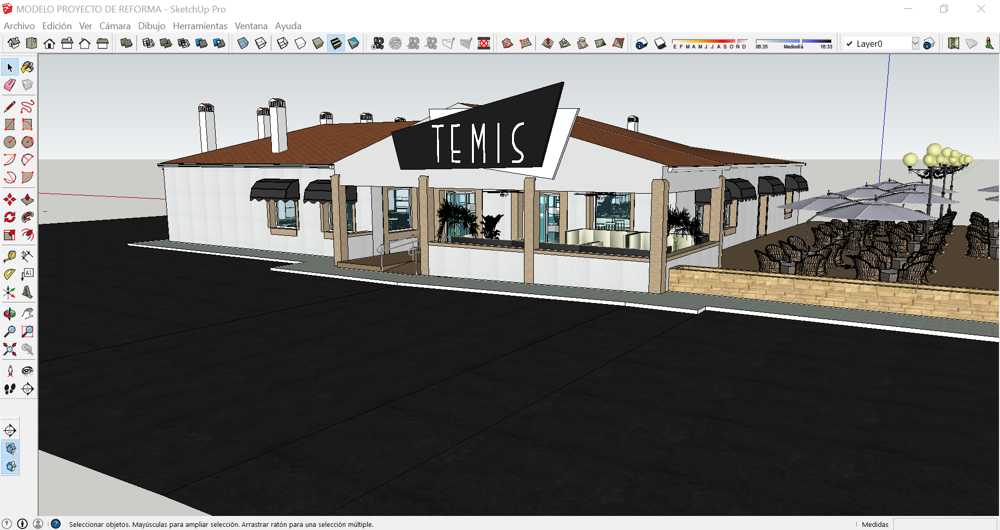 MODELO PROYECTO DE REFORMA - SketchUp Pro
Archivo Edición Ver Cámara Dibujo Herramientas Ventana Ayuda
E F M A M J J A S O N D
06:35 Mediodía 16:33
Layer0
TEMIS
A1
Seleccionar objetos. Mayúsculas para ampliar selección. Arrastrar ratón para una selección múltiple.
Medidas